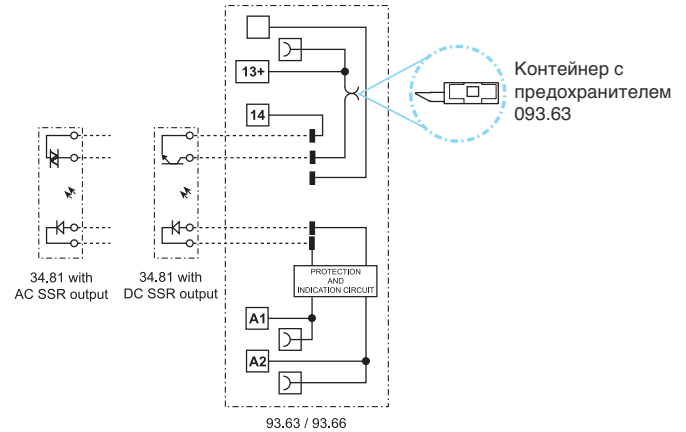 13+
14
Контейнер с
предохранителем
093.63
34.81 with
AC SSR output
34.81 with
DC SSR output
PROTECTION
AND
INDICATION CIRCUIT
A1
A2
93.63 / 93.66